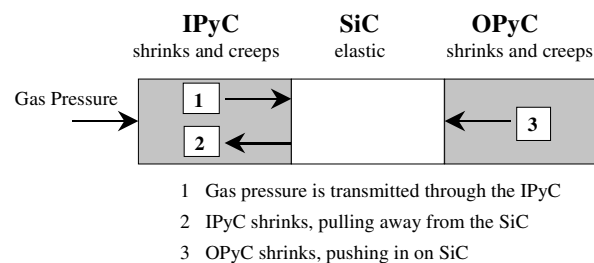 IPyC SiC OPyC
shrinks and creeps elastic shrinks and creeps
Gas Pressure
1
2
3
1 Gas pressure is transmitted through the IPyC
2 IPyC shrinks, pulling away from the SiC
3 OPyC shrinks, pushing in on SiC